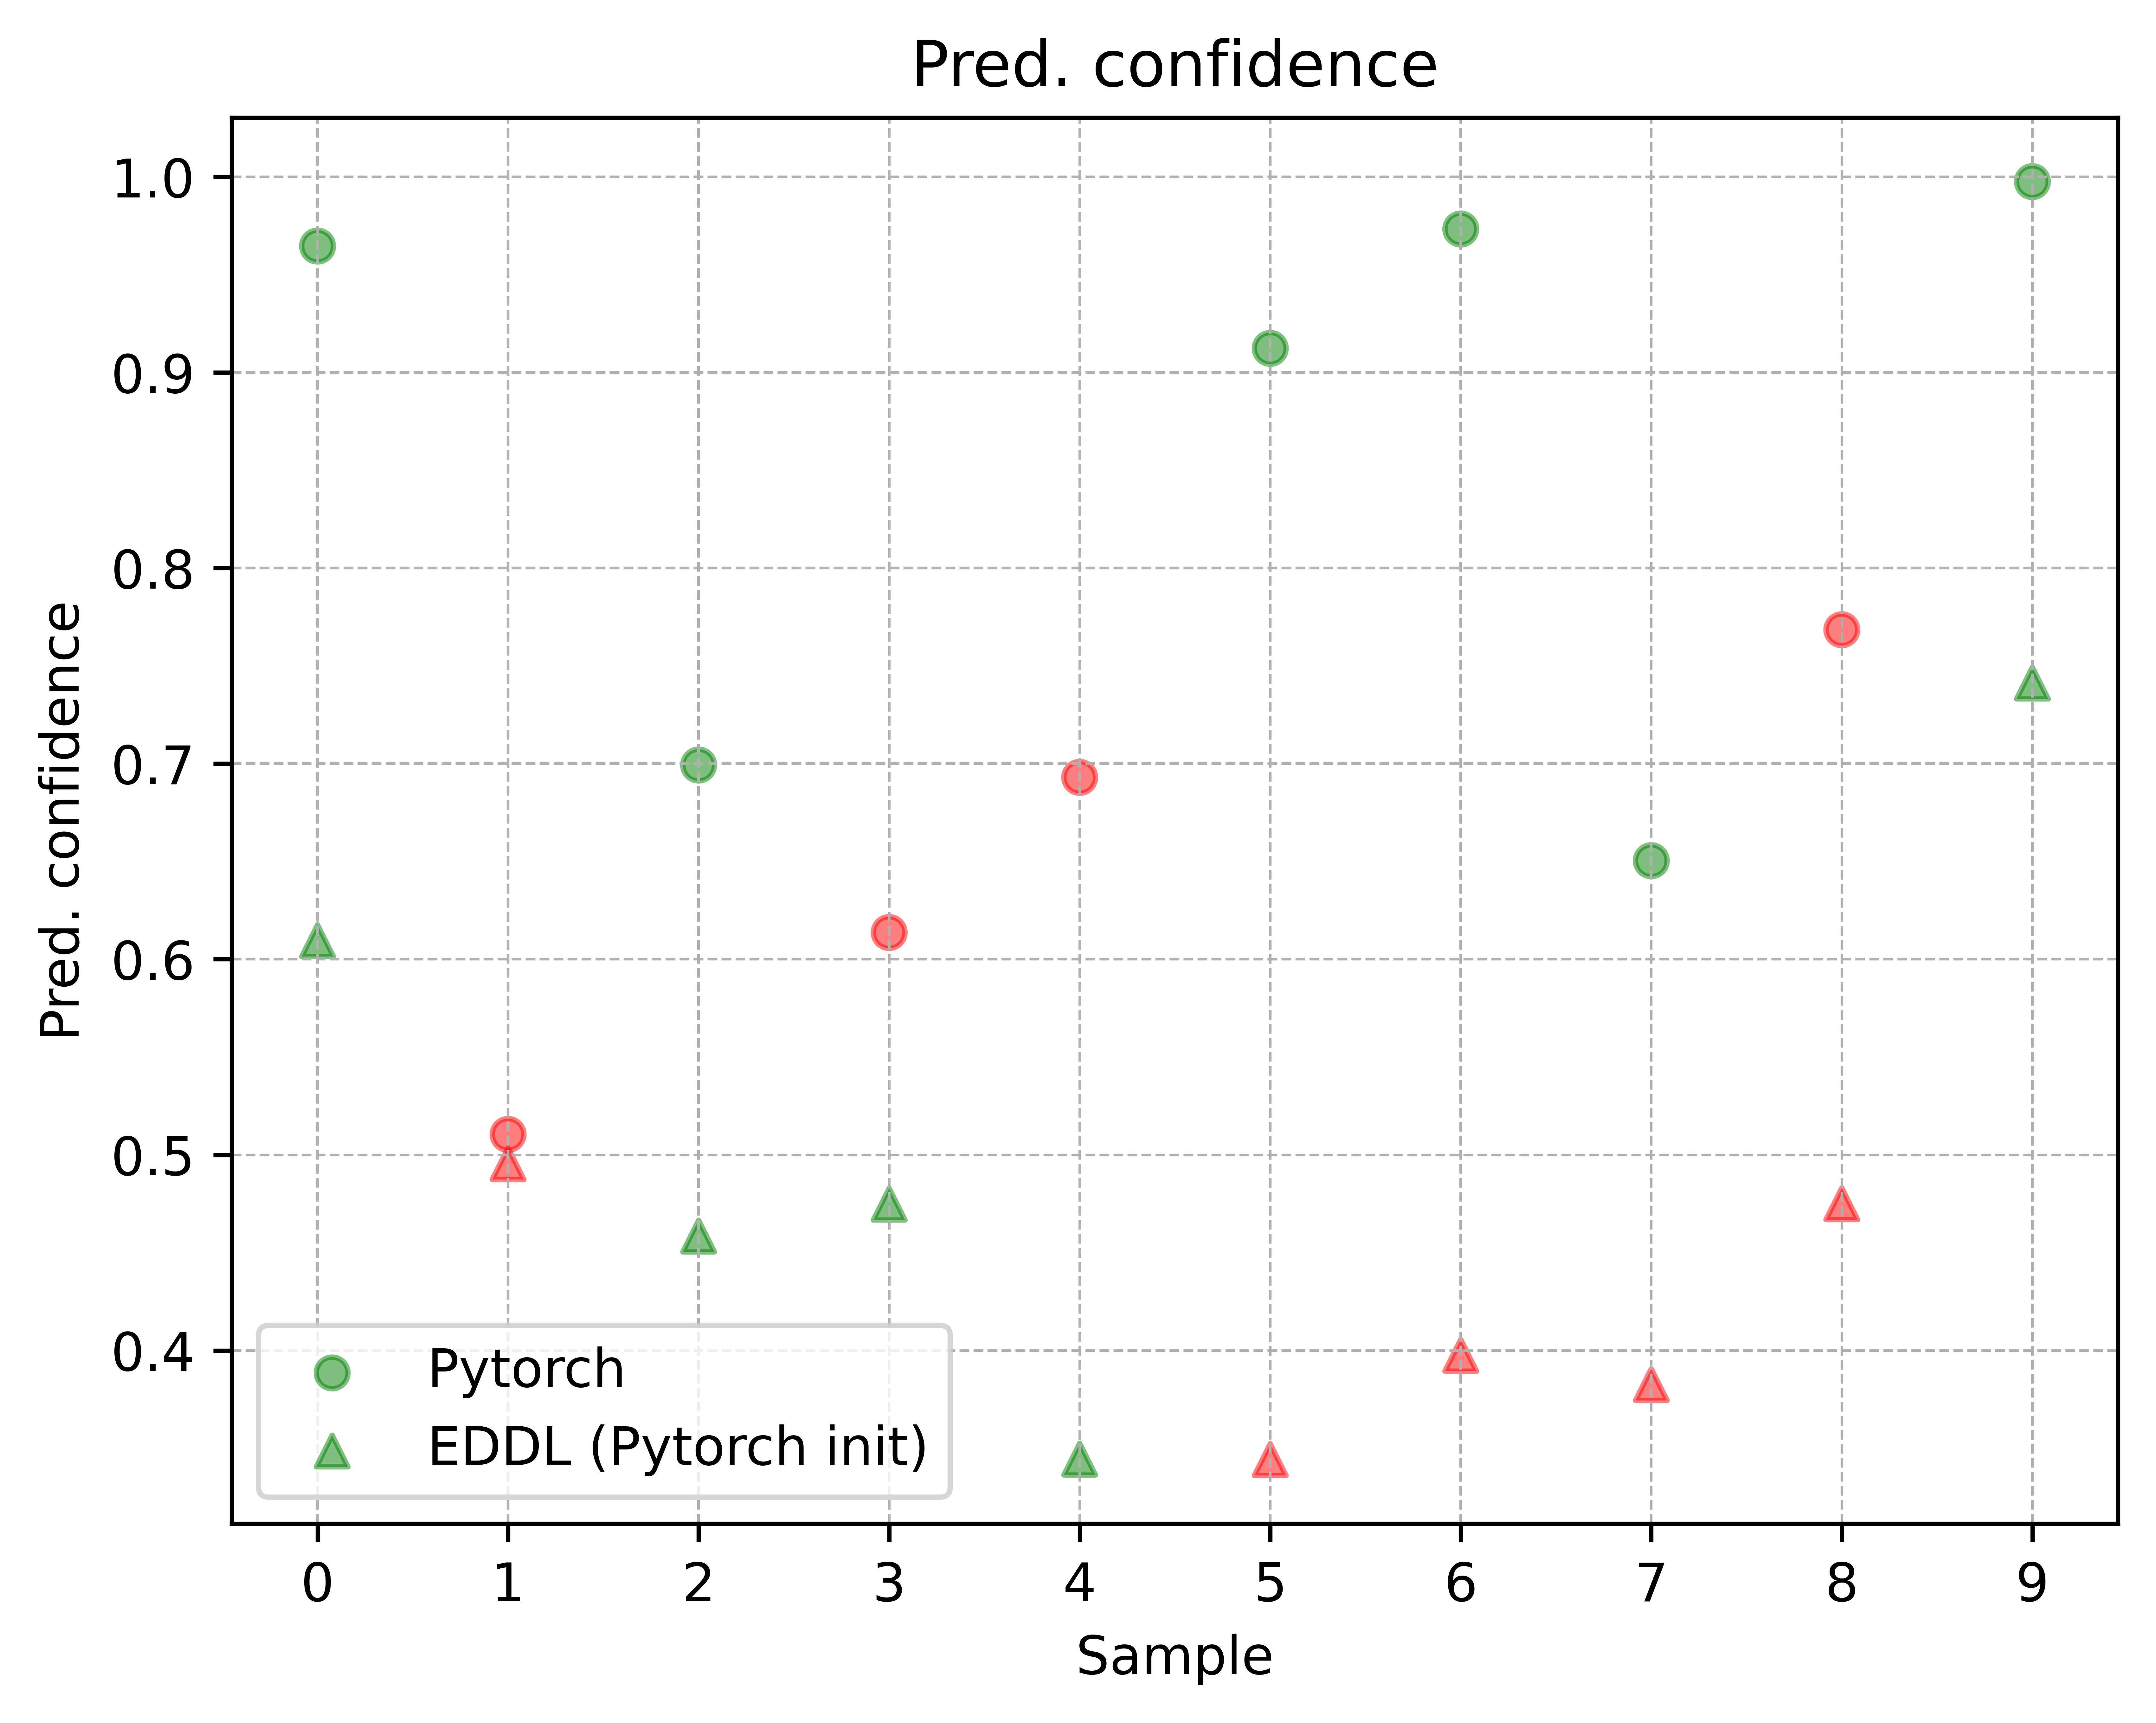 Pred. confidence
1.0
0.9
0.8
0.7
0.6
0.5
0.4
Pred. confidence
Pytorch
EDDL (Pytorch init)
0 1 2 3 4 5 6 7 8 9
Sample